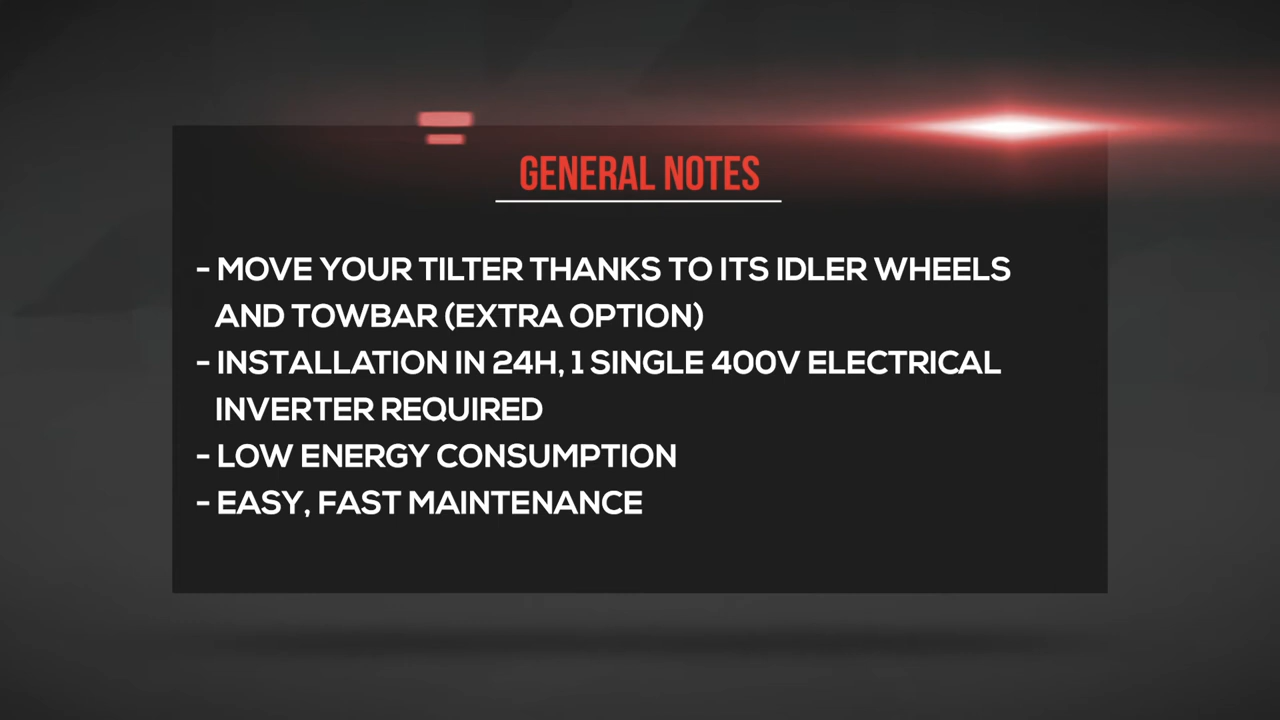 GENERAL NOTES
- MOVE YOUR TILTER THANKS TO ITS IDLER WHEELS
AND TOWBAR (EXTRA OPTION)
- INSTALLATION IN 24H, 1 SINGLE 400V ELECTRICAL
INVERTER REQUIRED
- LOW ENERGY CONSUMPTION
- EASY, FAST MAINTENANCE